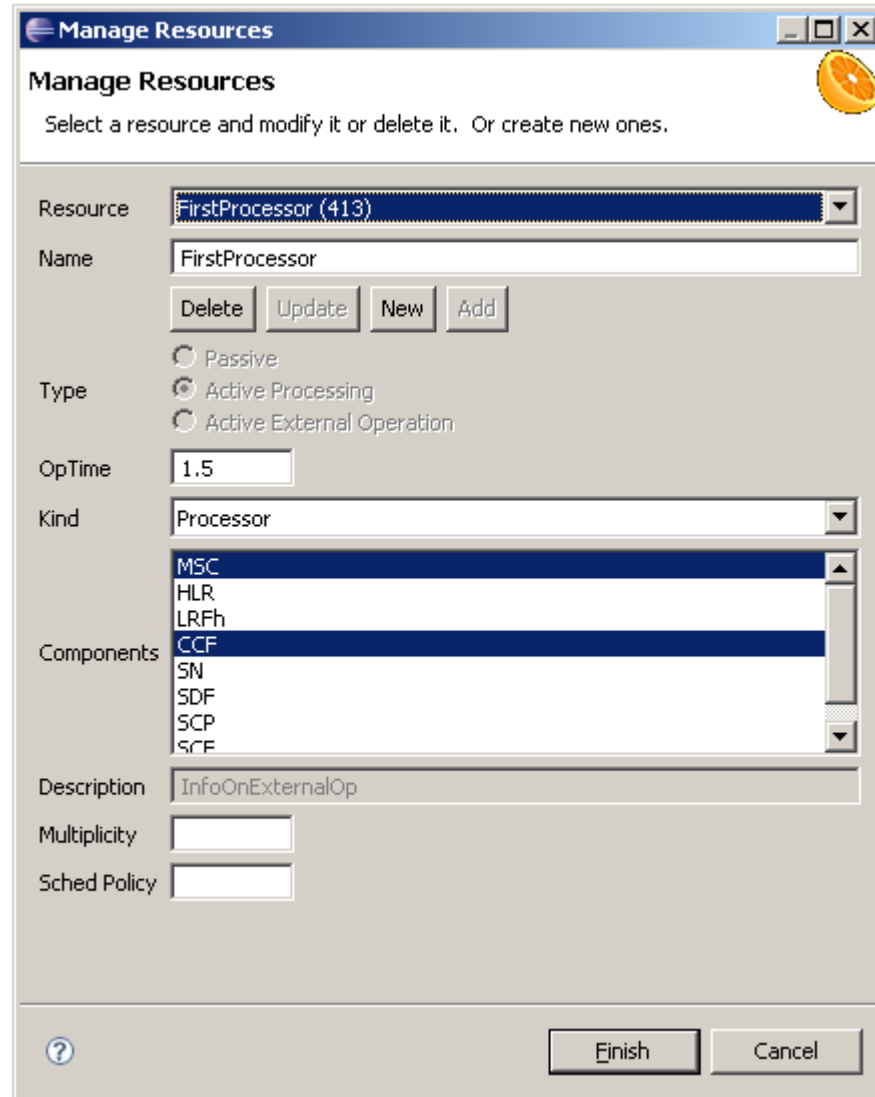 Manage Resources
Manage Resources
Select a resource and modify it or delete it. Or create new ones.
Resource FirstProcessor (413)
Name FirstProcessor
Delete Update New Add
Passive
Type Active Processing
Active External Operation
OpTime 1.5
Kind Processor
MSC
HLR
LRFh
Components CCF
SN
SDF
SCP
Description InfoOnExternalOp
Multiplicity
Sched Policy
Finish Cancel